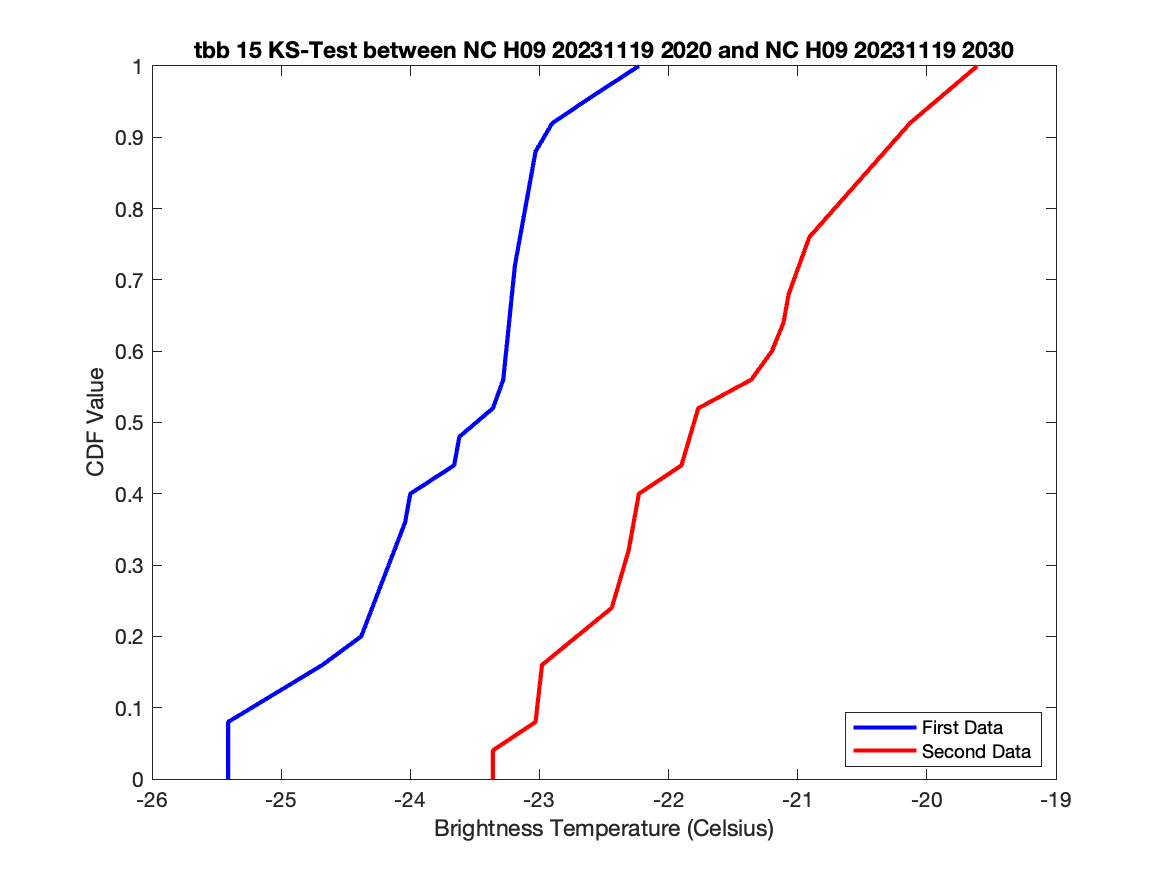 tbb 15 KS-Test between NC H09 20231119 2020 and NC H09 20231119 2030
1
0.9
0.8
0.7
0.6
0.5
0.4
0.3
0.2
0.1
0
CDF Value
First Data
Second Data
-26 -25 -24 -23 -22 -21 -20 -19
Brightness Temperature (Celsius)